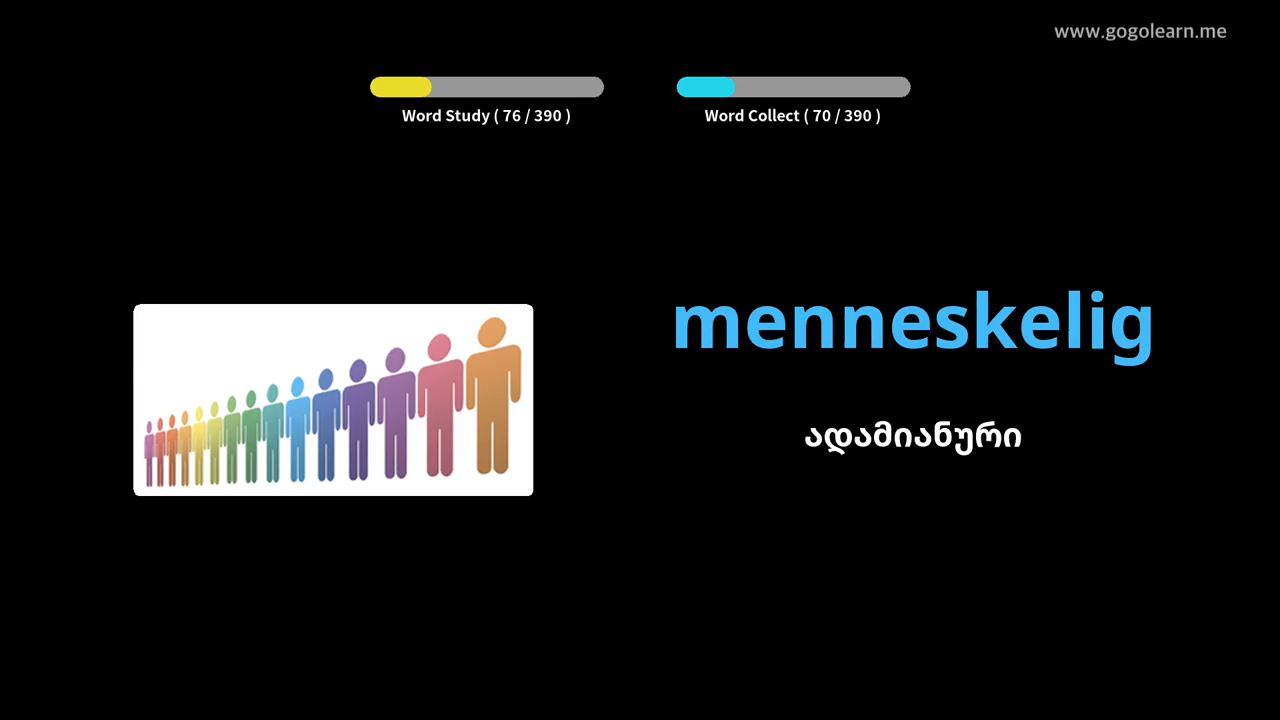 www.gogolearn.me
Word Study ( 76 / 390 )
Word Collect ( 70 / 390 )
menneskelig
ადამიანური